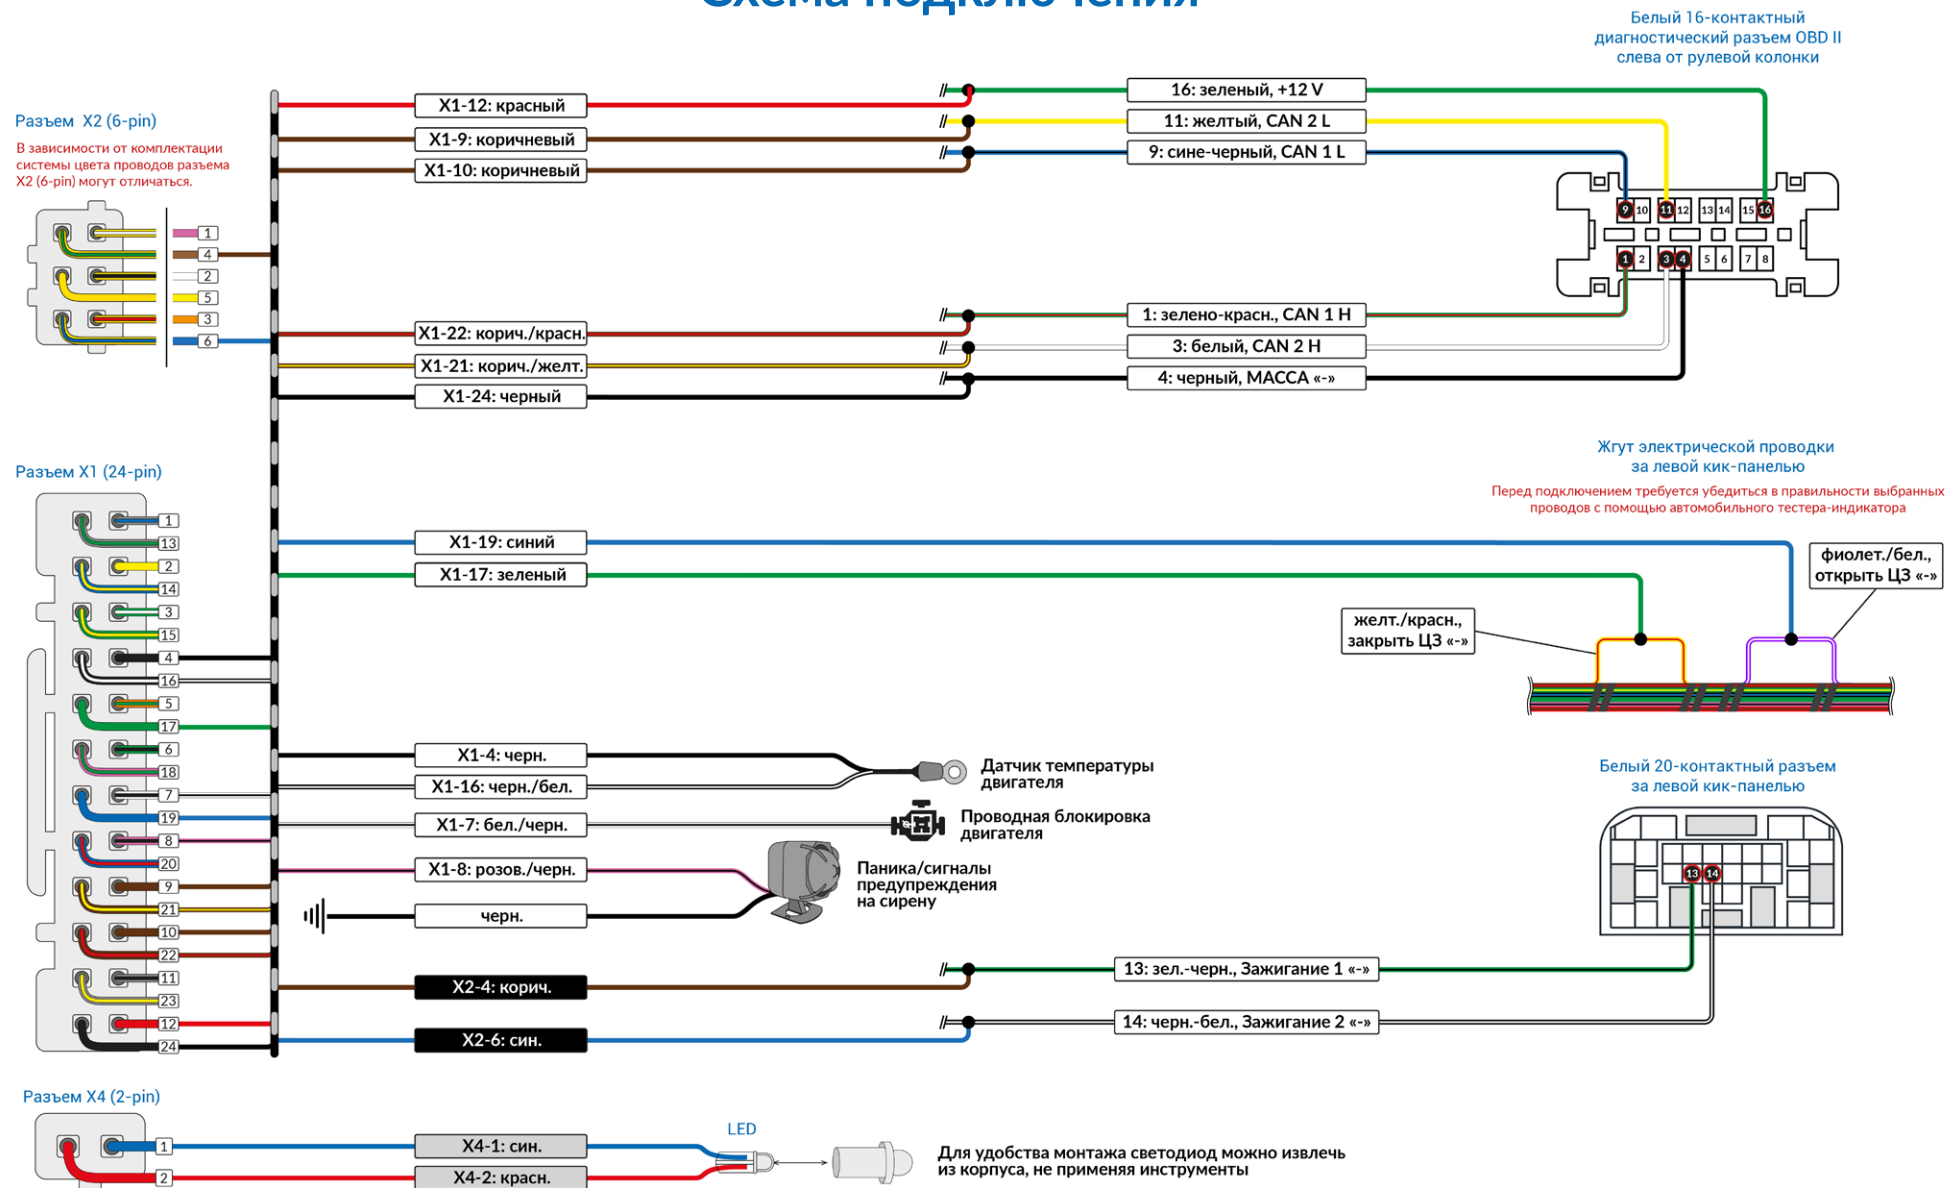 Схема подключения
Белый 16-контактный
диагностический разъем OBD II
слева от рулевой колонки
Разъем X2 (6-pin)
В зависимости от комплектации
системы цвета проводов разъема
X2 (6-pin) могут отличаться.
1
4
2
5
3
6
X1-12: красный
X1-9: коричневый
X1-10: коричневый
16: зеленый, +12 V
11: желтый, CAN 2 L
9: сине-черный, CAN 1 L
9 10 11 12 13 14 15 16
1 2 3 4 5 6 7 8
X1-22: корич./красн.
X1-21: корич./желт.
X1-24: черный
1: зелено-красн., CAN 1 H
3: белый, CAN 2 H
4: черный, МАССА «-»
Разъем X1 (24-pin)
1
13
2
14
3
15
4
16
5
17
6
18
7
19
8
20
9
21
10
22
11
23
12
24
Жгут электрической проводки
за левой кик-панелью
Перед подключением требуется убедиться в правильности выбранных
проводов с помощью автомобильного тестера-индикатора
X1-19: синий
X1-17: зеленый
фиолет./бел.,
открыть ЦЗ «-»
желт./красн.,
закрыть ЦЗ «-»
X1-4: черн.
X1-16: черн./бел.
X1-7: бел./черн.
X1-8: розов./черн.
черн.
Датчик температуры
двигателя
Проводная блокировка
двигателя
Паника/сигналы
предупреждения
на сирену
Белый 20-контактный разъем
за левой кик-панелью
13 14
X2-4: корич.
X2-6: син.
13: зел.-черн., Зажигание 1 «-»
14: черн.-бел., Зажигание 2 «-»
Разъем X4 (2-pin)
1
2
X4-1: син.
X4-2: красн.
LED
Для удобства монтажа светодиод можно извлечь
из корпуса, не применяя инструменты